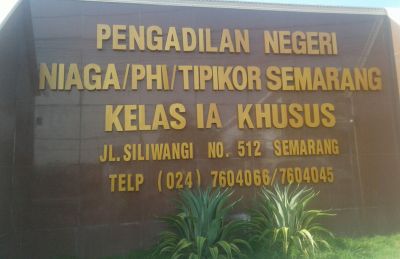 PENGADILAN NEGERI
NIAGA/PHI/TIPIKOR SEMARANG
KELAS IA KHUSUS
JL. SILIWANGI NO. 512 SEMARANG
TELP (024) 7604066/7604045